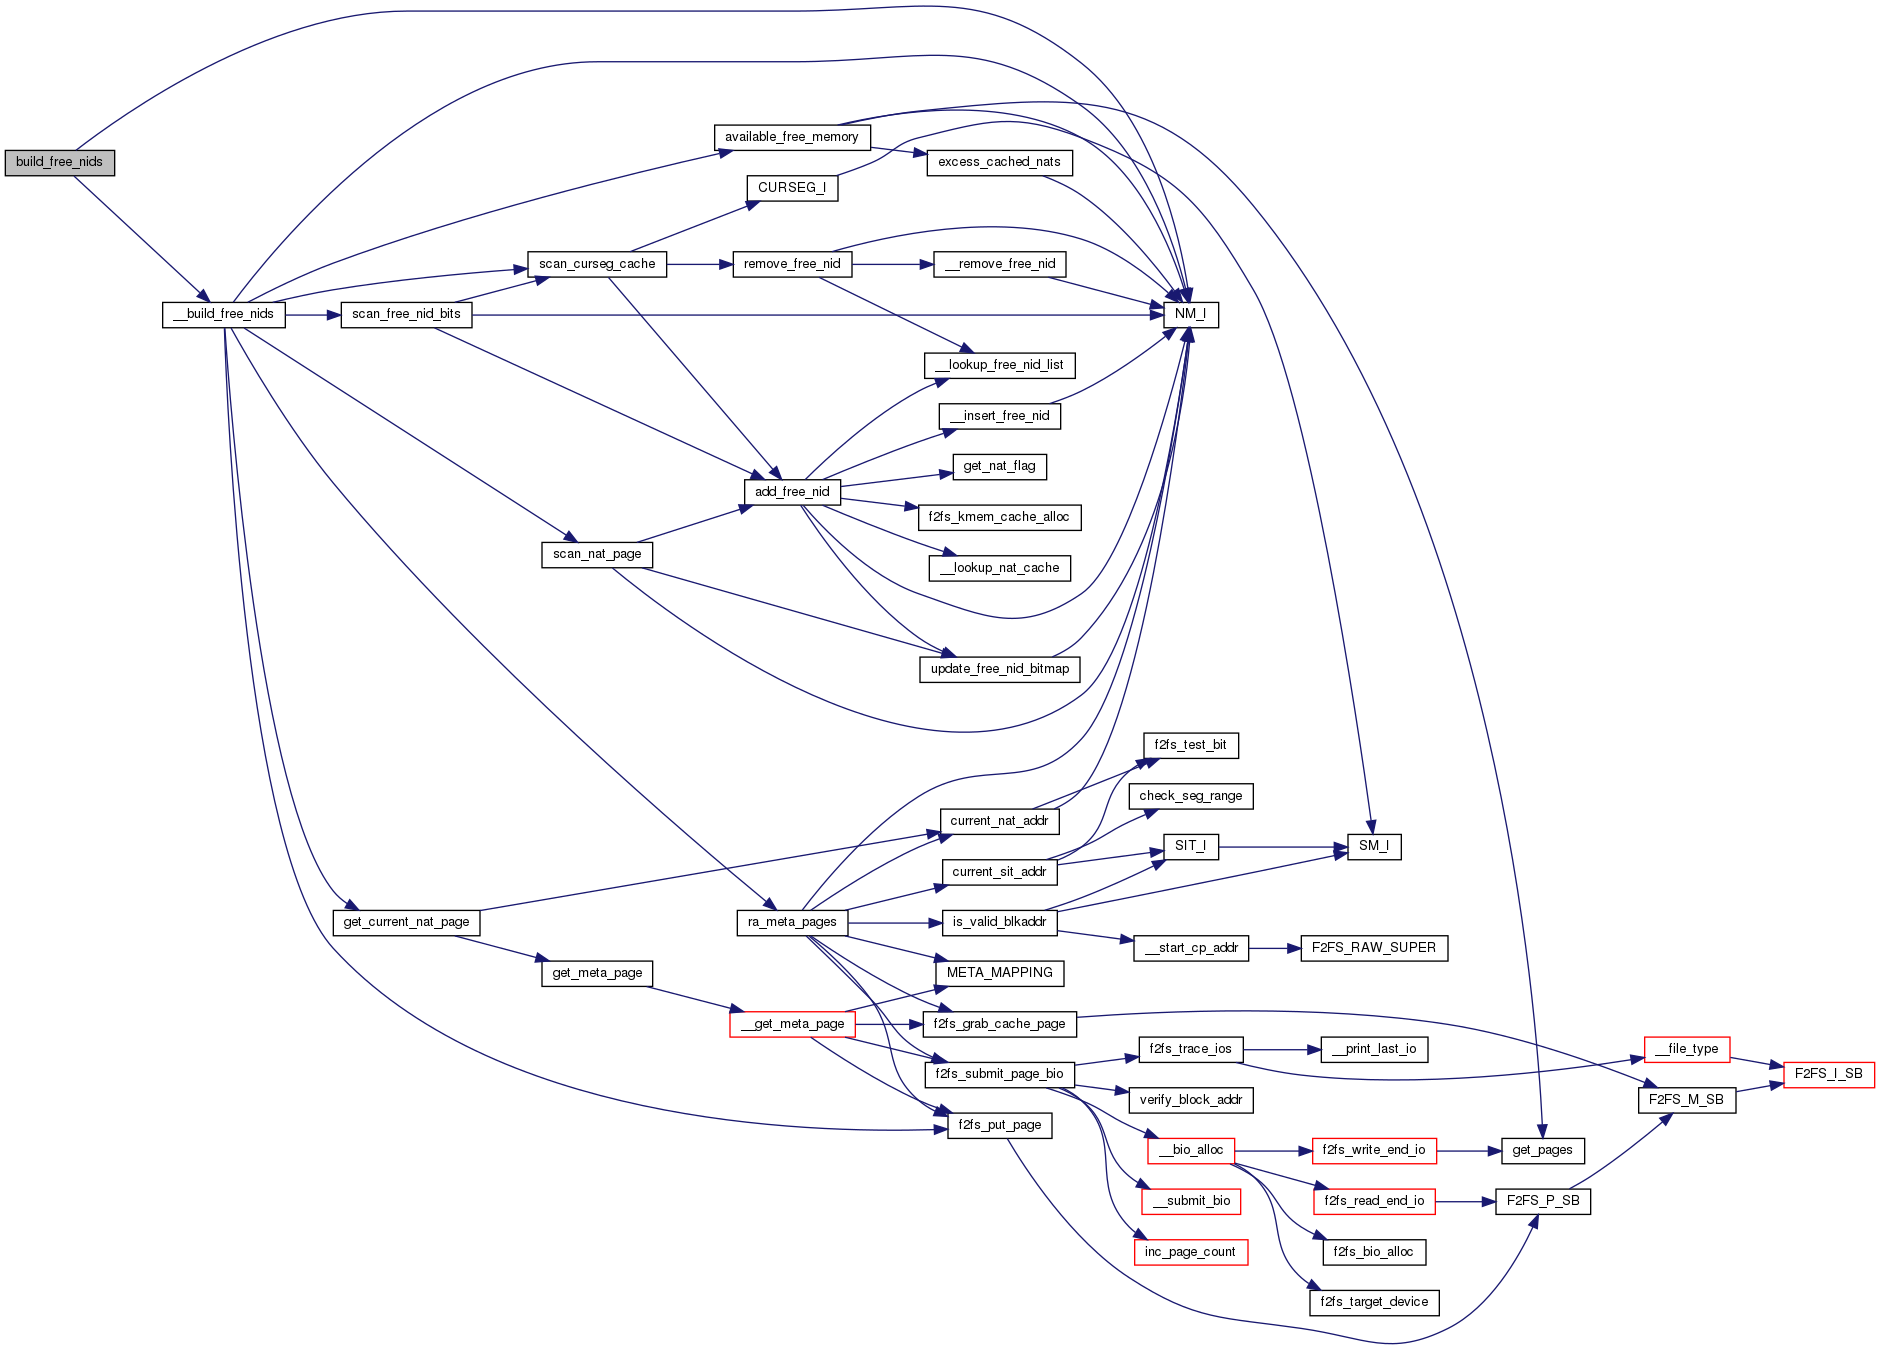 build_free_nids
__build_free_nids
available_free_memory
excess_cached_nats
CURSEG_I
scan_curseg_cache
remove_free_nid
__remove_free_nid
scan_free_nid_bits
NM_I
__lookup_free_nid_list
__insert_free_nid
get_nat_flag
add_free_nid
f2fs_kmem_cache_alloc
scan_nat_page
__lookup_nat_cache
update_free_nid_bitmap
f2fs_test_bit
check_seg_range
current_nat_addr
SIT_I
SM_I
current_sit_addr
get_current_nat_page
ra_meta_pages
is_valid_blkaddr
__start_cp_addr
F2FS_RAW_SUPER
get_meta_page
META_MAPPING
__get_meta_page
f2fs_grab_cache_page
f2fs_trace_ios
__print_last_io
__file_type
F2FS_I_SB
f2fs_submit_page_bio
verify_block_addr
F2FS_M_SB
f2fs_put_page
__bio_alloc
f2fs_write_end_io
get_pages
__submit_bio
f2fs_read_end_io
F2FS_P_SB
inc_page_count
f2fs_bio_alloc
f2fs_target_device